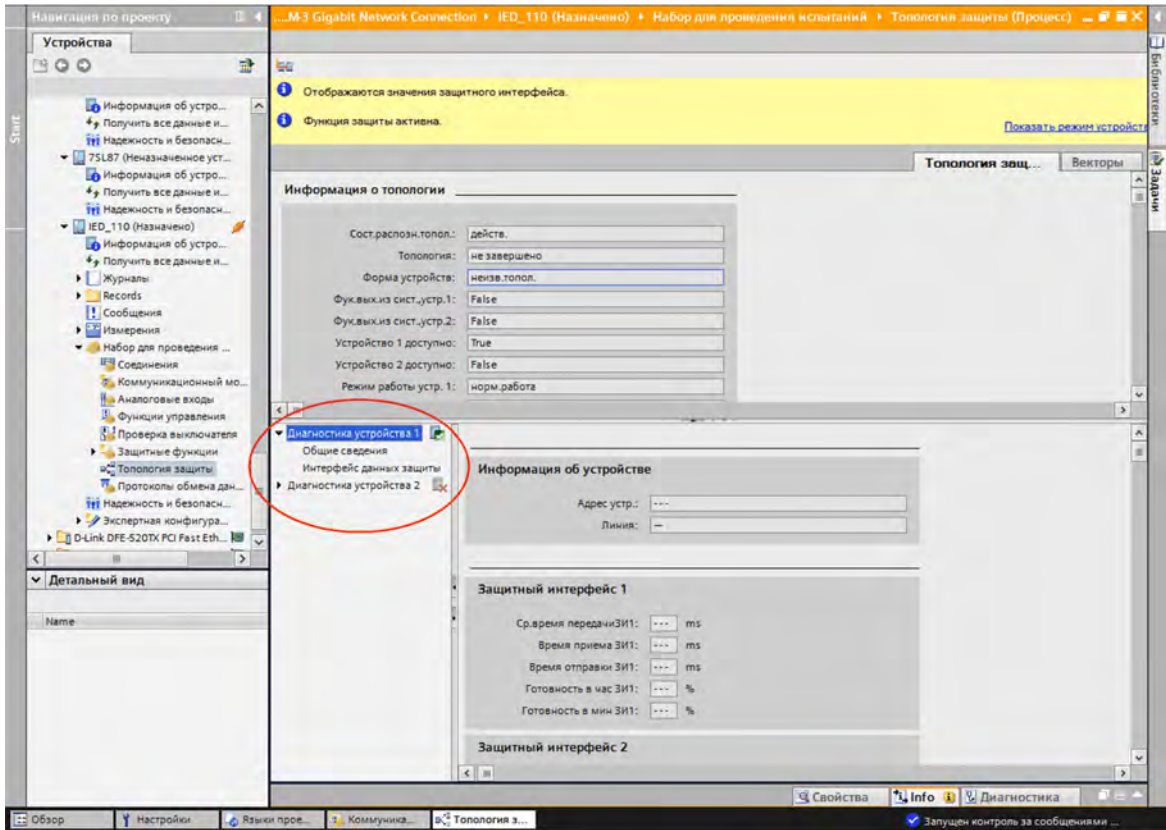 Навигация по проекту
....M-3 Gigabit Network Connection ▸ IED_110 (Назначено) ▸ Набор для проведения испытаний ▸ Топология защиты (Процесс)
Устройства
Start
Информация об устро...
Получить все данные и...
Надежность и безопасн...
7SL87 (Неназначенное уст...
Информация об устро...
Получить все данные и...
Надежность и безопасн...
IED_110 (Назначено)
Информация об устро...
Получить все данные и...
Журналы
Records
Сообщения
Измерения
Набор для проведения ...
Соединения
Коммуникационный мо...
Аналоговые входы
Функции управления
Проверка выключателя
Защитные функции
Топология защиты
Протоколы обмена дан...
Надежность и безопасн...
Экспертная конфигура...
D-Link DFE-520TX PCI Fast Eth...
Детальный вид
Name
Отображаются значения защитного интерфейса.
Функция защиты активна.
Показать режим устройст
Топология защ...
Векторы
Информация о топологии
Сост.распозн.топол.: действ.
Топология: не завершено
Форма устройств: неизв.топол.
Фук.вых.из сист.,устр.1: False
Фук.вых.из сист.,устр.2: False
Устройство 1 доступно: True
Устройство 2 доступно: False
Режим работы устр. 1: норм.работа
Диагностика устройства 1
Общие сведения
Интерфейс данных защиты
Диагностика устройства 2
Информация об устройстве
Адрес устр.: ---
Линия: —
Защитный интерфейс 1
Ср.время передачиЗИ1: --- ms
Время приема ЗИ1: --- ms
Время отправки ЗИ1: --- ms
Готовность в час ЗИ1: --- %
Готовность в мин ЗИ1: --- %
Защитный интерфейс 2
Библиотеки
Задачи
Свойства
Info
Диагностика
Обзор
Настройки
Языки прое...
Коммуника...
Топология з...
Запущен контроль за сообщениями ...